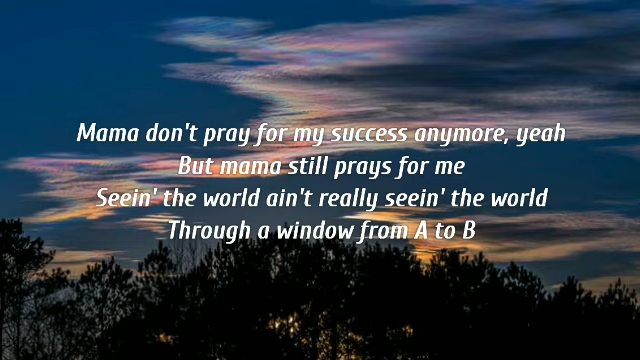 Mama don't pray for my success anymore, yeah
But mama still prays for me
Seein' the world ain't really seein' the world
Through a window from A to B